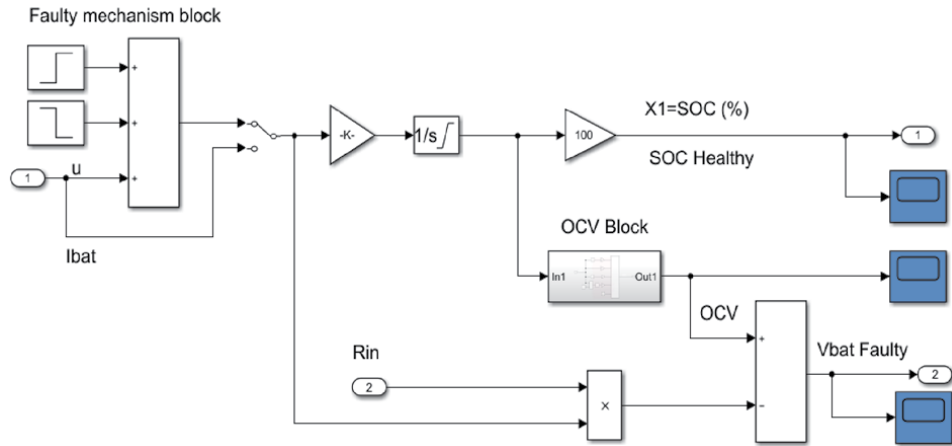 Faulty mechanism block
+
+
+
1
u
Ibat
-K-
1/s
100
X1=SOC (%)
SOC Healthy
1
OCV Block
In1
Out1
OCV
+
-
Rin
2
X
Vbat Faulty
2